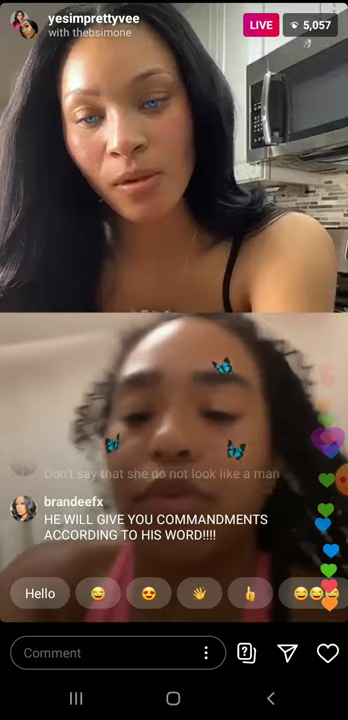 yesimprettyvee
LIVE
5,057
with thebsimone
Don't say that she do not look like a man
brandeefx
HE WILL GIVE YOU COMMANDMENTS
ACCORDING TO HIS WORD!!!!
Hello
Comment